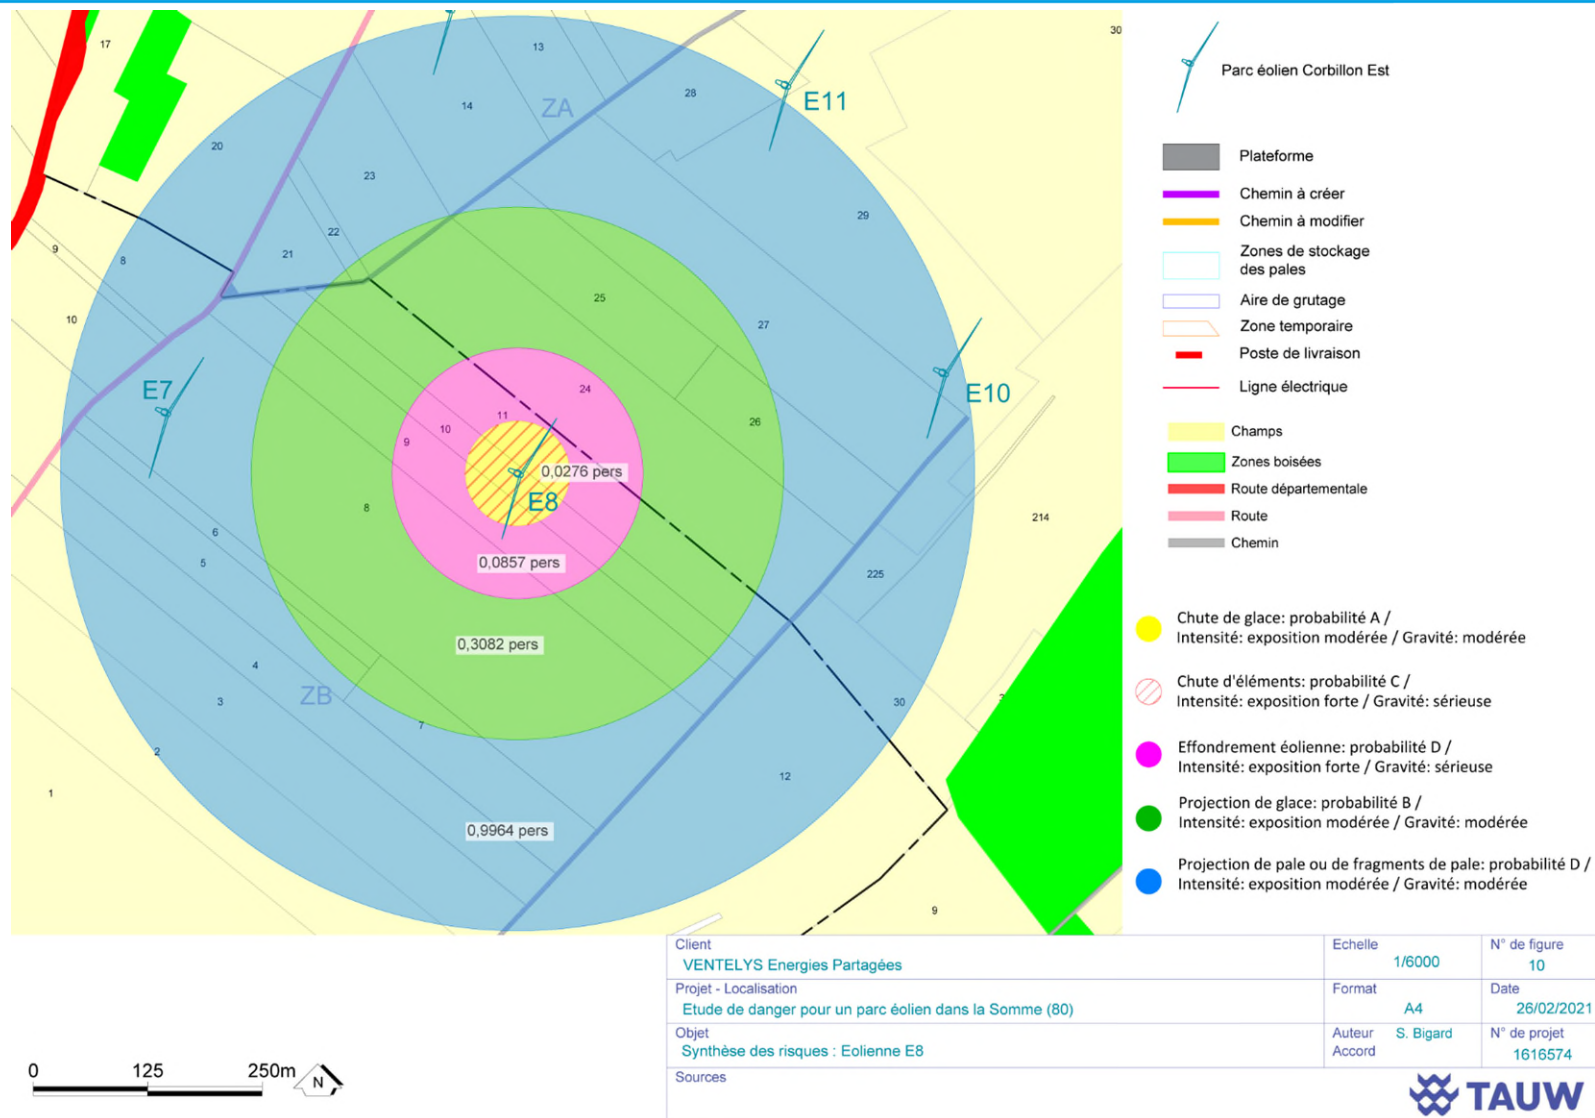 17
13
30
14
ZA
28
E11
20
23
29
22
9
8
21
10
25
27
E7
24
E10
11
26
10
9
0,0276 pers
E8
8
214
6
0,0857 pers
5
225
0,3082 pers
4
ZB
3
7
30
2
12
1
0,9964 pers
9
Parc éolien Corbillon Est
Plateforme
Chemin à créer
Chemin à modifier
Zones de stockage
des pales
Aire de grutage
Zone temporaire
Poste de livraison
Ligne électrique
Champs
Zones boisées
Route départementale
Route
Chemin
Chute de glace: probabilité A /
Intensité: exposition modérée / Gravité: modérée
Chute d'éléments: probabilité C /
Intensité: exposition forte / Gravité: sérieuse
Effondrement éolienne: probabilité D /
Intensité: exposition forte / Gravité: sérieuse
Projection de glace: probabilité B /
Intensité: exposition modérée / Gravité: modérée
Projection de pale ou de fragments de pale: probabilité D /
Intensité: exposition modérée / Gravité: modérée
Client
VENTELYS Energies Partagées
Echelle
1/6000
N° de figure
10
Projet - Localisation
Etude de danger pour un parc éolien dans la Somme (80)
Format
A4
Date
26/02/2021
Objet
Synthèse des risques : Eolienne E8
Auteur S. Bigard
Accord
N° de projet
1616574
Sources
TAUW
0 125 250m
N